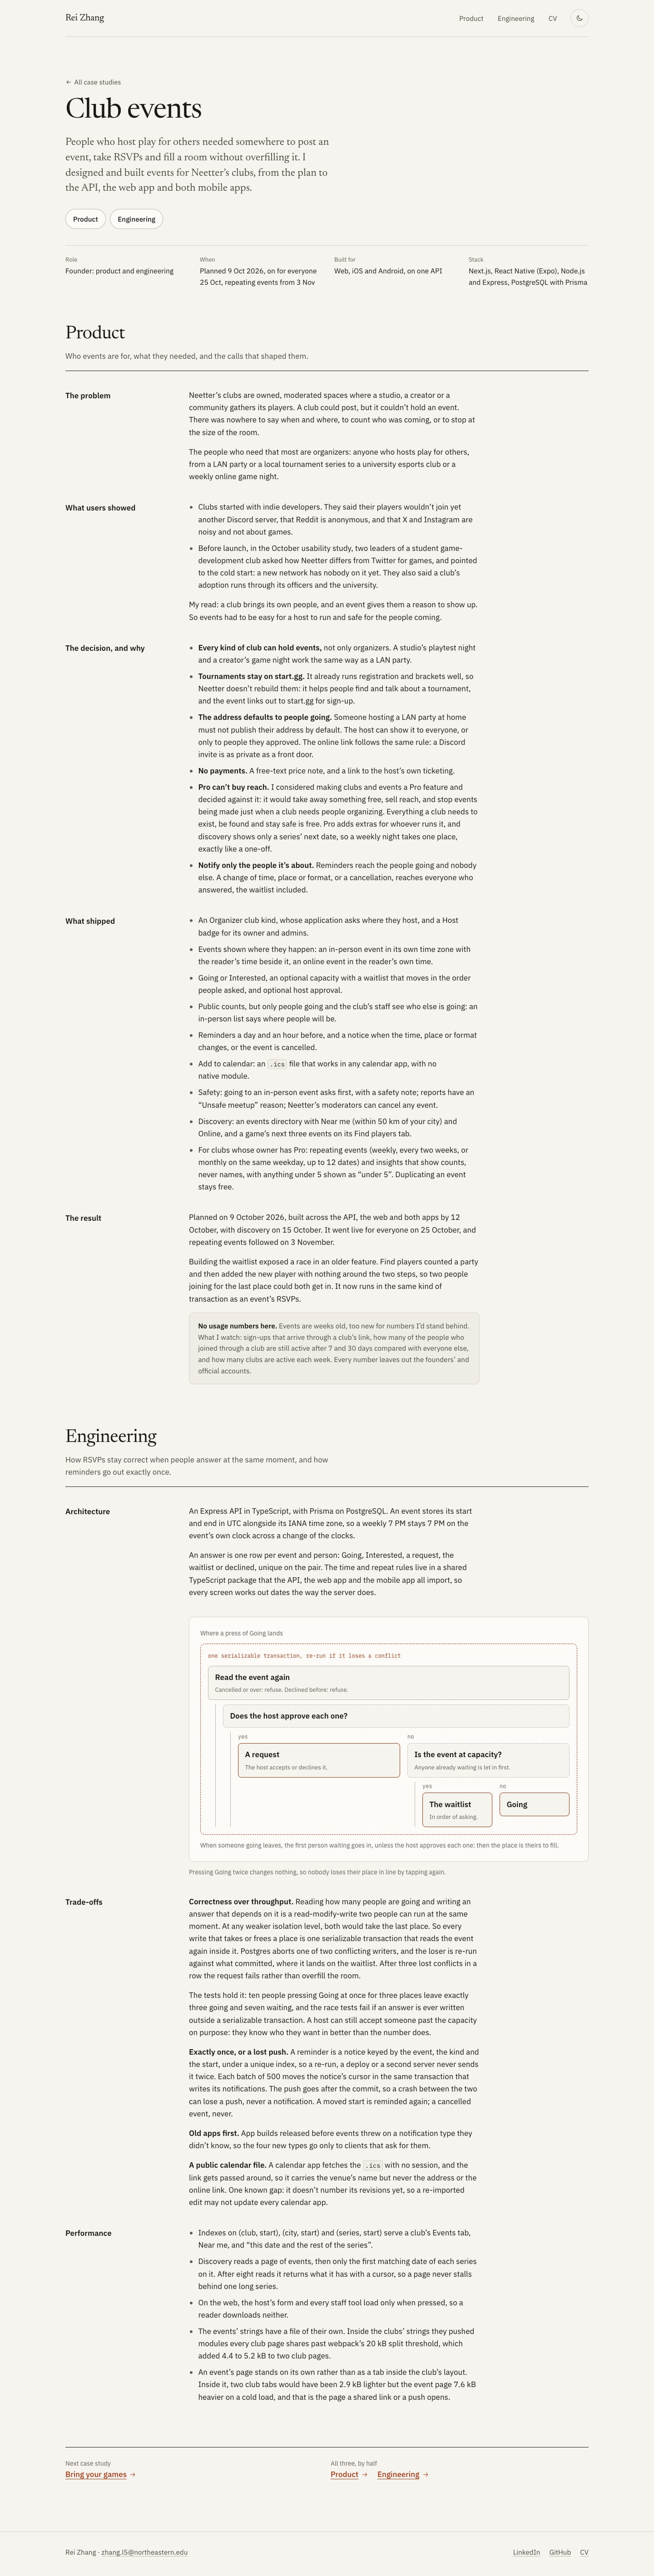 Rei Zhang
Product
Engineering
CV
← All case studies
Club events
People who host play for others needed somewhere to post an
event, take RSVPs and fill a room without overfilling it. I
designed and built events for Neetter’s clubs, from the plan to
the API, the web app and both mobile apps.
Product
Engineering
Role
Founder: product and engineering
When
Planned 9 Oct 2026, on for everyone
25 Oct, repeating events from 3 Nov
Built for
Web, iOS and Android, on one API
Stack
Next.js, React Native (Expo), Node.js
and Express, PostgreSQL with Prisma
Product
Who events are for, what they needed, and the calls that shaped them.
The problem
Neetter’s clubs are owned, moderated spaces where a studio, a creator or a
community gathers its players. A club could post, but it couldn’t hold an event.
There was nowhere to say when and where, to count who was coming, or to stop at
the size of the room.
The people who need that most are organizers: anyone who hosts play for others,
from a LAN party or a local tournament series to a university esports club or a
weekly online game night.
What users showed
• Clubs started with indie developers. They said their players wouldn’t join yet
another Discord server, that Reddit is anonymous, and that X and Instagram are
noisy and not about games.
• Before launch, in the October usability study, two leaders of a student game-
development club asked how Neetter differs from Twitter for games, and pointed
to the cold start: a new network has nobody on it yet. They also said a club’s
adoption runs through its officers and the university.
My read: a club brings its own people, and an event gives them a reason to show up.
So events had to be easy for a host to run and safe for the people coming.
The decision, and why
• Every kind of club can hold events, not only organizers. A studio’s playtest night
and a creator’s game night work the same way as a LAN party.
• Tournaments stay on start.gg. It already runs registration and brackets well, so
Neetter doesn’t rebuild them: it helps people find and talk about a tournament,
and the event links out to start.gg for sign-up.
• The address defaults to people going. Someone hosting a LAN party at home
must not publish their address by default. The host can show it to everyone, or
only to people they approved. The online link follows the same rule: a Discord
invite is as private as a front door.
• No payments. A free-text price note, and a link to the host’s own ticketing.
• Pro can’t buy reach. I considered making clubs and events a Pro feature and
decided against it: it would take away something free, sell reach, and stop events
being made just when a club needs people organizing. Everything a club needs to
exist, be found and stay safe is free. Pro adds extras for whoever runs it, and
discovery shows only a series’ next date, so a weekly night takes one place,
exactly like a one-off.
• Notify only the people it’s about. Reminders reach the people going and nobody
else. A change of time, place or format, or a cancellation, reaches everyone who
answered, the waitlist included.
What shipped
• An Organizer club kind, whose application asks where they host, and a Host
badge for its owner and admins.
• Events shown where they happen: an in-person event in its own time zone with
the reader’s time beside it, an online event in the reader’s own time.
• Going or Interested, an optional capacity with a waitlist that moves in the order
people asked, and optional host approval.
• Public counts, but only people going and the club’s staff see who else is going: an
in-person list says where people will be.
• Reminders a day and an hour before, and a notice when the time, place or format
changes, or the event is cancelled.
• Add to calendar: an .ics file that works in any calendar app, with no
native module.
• Safety: going to an in-person event asks first, with a safety note; reports have an
“Unsafe meetup” reason; Neetter’s moderators can cancel any event.
• Discovery: an events directory with Near me (within 50 km of your city) and
Online, and a game’s next three events on its Find players tab.
• For clubs whose owner has Pro: repeating events (weekly, every two weeks, or
monthly on the same weekday, up to 12 dates) and insights that show counts,
never names, with anything under 5 shown as “under 5”. Duplicating an event
stays free.
The result
Planned on 9 October 2026, built across the API, the web and both apps by 12
October, with discovery on 15 October. It went live for everyone on 25 October, and
repeating events followed on 3 November.
Building the waitlist exposed a race in an older feature. Find players counted a party
and then added the new player with nothing around the two steps, so two people
joining for the last place could both get in. It now runs in the same kind of
transaction as an event’s RSVPs.
No usage numbers here. Events are weeks old, too new for numbers I’d stand behind.
What I watch: sign-ups that arrive through a club’s link, how many of the people who
joined through a club are still active after 7 and 30 days compared with everyone else,
and how many clubs are active each week. Every number leaves out the founders’ and
official accounts.
Engineering
How RSVPs stay correct when people answer at the same moment, and how
reminders go out exactly once.
Architecture
An Express API in TypeScript, with Prisma on PostgreSQL. An event stores its start
and end in UTC alongside its IANA time zone, so a weekly 7 PM stays 7 PM on the
event’s own clock across a change of the clocks.
An answer is one row per event and person: Going, Interested, a request, the
waitlist or declined, unique on the pair. The time and repeat rules live in a shared
TypeScript package that the API, the web app and the mobile app all import, so
every screen works out dates the way the server does.
Where a press of Going lands
one serializable transaction, re-run if it loses a conflict
Read the event again
Cancelled or over: refuse. Declined before: refuse.
Does the host approve each one?
yes
no
A request
The host accepts or declines it.
Is the event at capacity?
Anyone already waiting is let in first.
yes
no
The waitlist
In order of asking.
Going
When someone going leaves, the first person waiting goes in, unless the host approves each one: then the place is theirs to fill.
Pressing Going twice changes nothing, so nobody loses their place in line by tapping again.
Trade-offs
Correctness over throughput. Reading how many people are going and writing an
answer that depends on it is a read-modify-write two people can run at the same
moment. At any weaker isolation level, both would take the last place. So every
write that takes or frees a place is one serializable transaction that reads the event
again inside it. Postgres aborts one of two conflicting writers, and the loser is re-run
against what committed, where it lands on the waitlist. After three lost conflicts in a
row the request fails rather than overfill the room.
The tests hold it: ten people pressing Going at once for three places leave exactly
three going and seven waiting, and the race tests fail if an answer is ever written
outside a serializable transaction. A host can still accept someone past the capacity
on purpose: they know who they want in better than the number does.
Exactly once, or a lost push. A reminder is a notice keyed by the event, the kind and
the start, under a unique index, so a re-run, a deploy or a second server never sends
it twice. Each batch of 500 moves the notice’s cursor in the same transaction that
writes its notifications. The push goes after the commit, so a crash between the two
can lose a push, never a notification. A moved start is reminded again; a cancelled
event, never.
Old apps first. App builds released before events threw on a notification type they
didn’t know, so the four new types go only to clients that ask for them.
A public calendar file. A calendar app fetches the .ics with no session, and the
link gets passed around, so it carries the venue’s name but never the address or the
online link. One known gap: it doesn’t number its revisions yet, so a re-imported
edit may not update every calendar app.
Performance
• Indexes on (club, start), (city, start) and (series, start) serve a club’s Events tab,
Near me, and “this date and the rest of the series”.
• Discovery reads a page of events, then only the first matching date of each series
on it. After eight reads it returns what it has with a cursor, so a page never stalls
behind one long series.
• On the web, the host’s form and every staff tool load only when pressed, so a
reader downloads neither.
• The events’ strings have a file of their own. Inside the clubs’ strings they pushed
modules every club page shares past webpack’s 20 kB split threshold, which
added 4.4 to 5.2 kB to two club pages.
• An event’s page stands on its own rather than as a tab inside the club’s layout.
Inside it, two club tabs would have been 2.9 kB lighter but the event page 7.6 kB
heavier on a cold load, and that is the page a shared link or a push opens.
Next case study
Bring your games →
All three, by half
Product → Engineering →
Rei Zhang · zhang.l5@northeastern.edu
LinkedIn
GitHub
CV